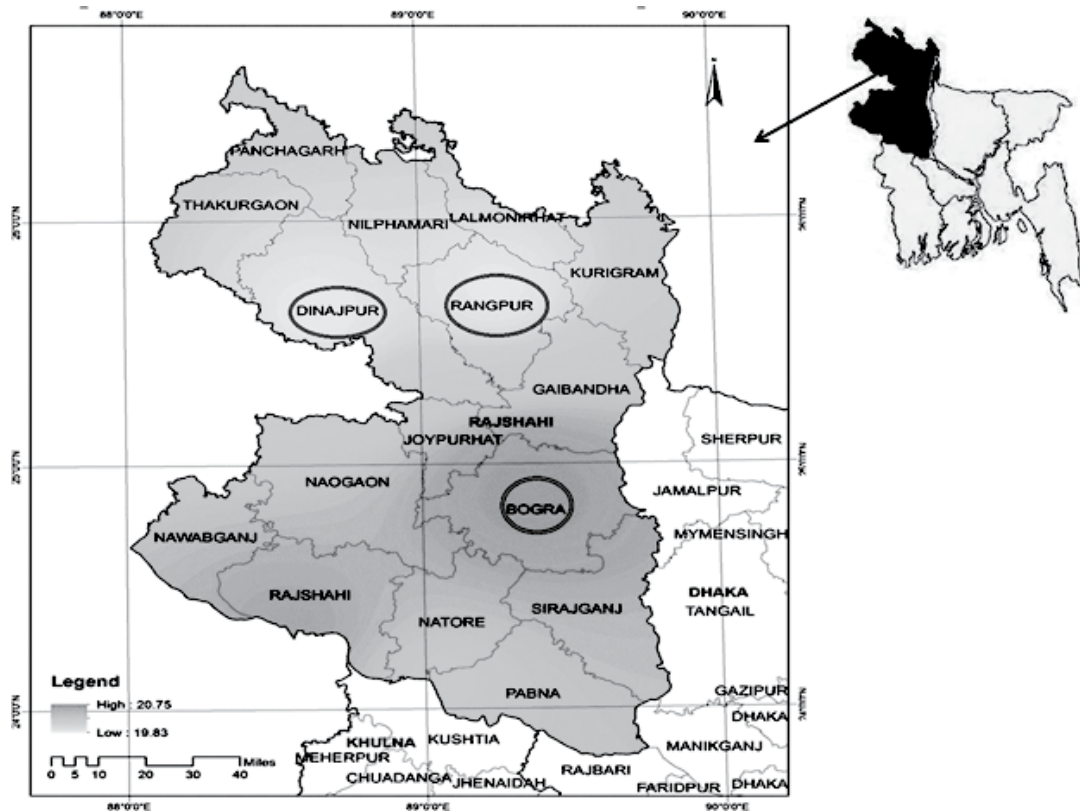 88°0'0"E 89°0'0"E 90°0'0"E
PANCHAGARH
THAKURGAON
NILPHAMARI
LALMONIRHAT
KURIGRAM
DINAJPUR
RANGPUR
GAIBANDHA
RAJSHAHI
JOYPURHAT
SHERPUR
NAOGAON
BOGRA
JAMALPUR
NAWABGANJ
MYMENSINGH
RAJSHAHI
SIRAJGANJ
DHAKA
TANGAIL
NATORE
PABNA
GAZIPUR
DHAKA
Legend
High : 20.75
Low : 19.83
KHULNA
KUSHTIA
MANIKGANJ
MEHERPUR
CHUADANGA
JHENAIDAH
RAJBARI
FARIDPUR
DHAKA
0 5 10 20 30 40 Miles
88°0'0"E 89°0'0"E 90°0'0"E